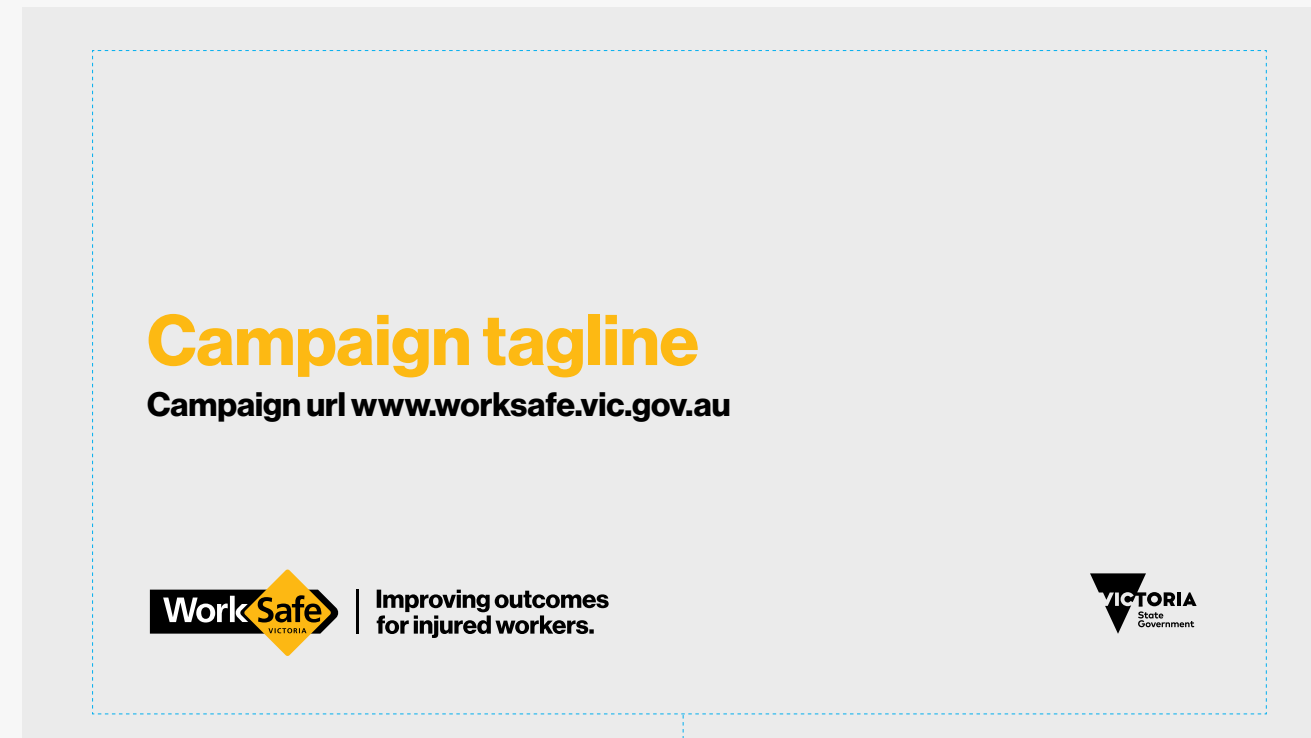 Campaign tagline
Campaign url www.worksafe.vic.gov.au
WorkSafe
VICTORIA
Improving outcomes
for injured workers.
VICTORIA
State
Government